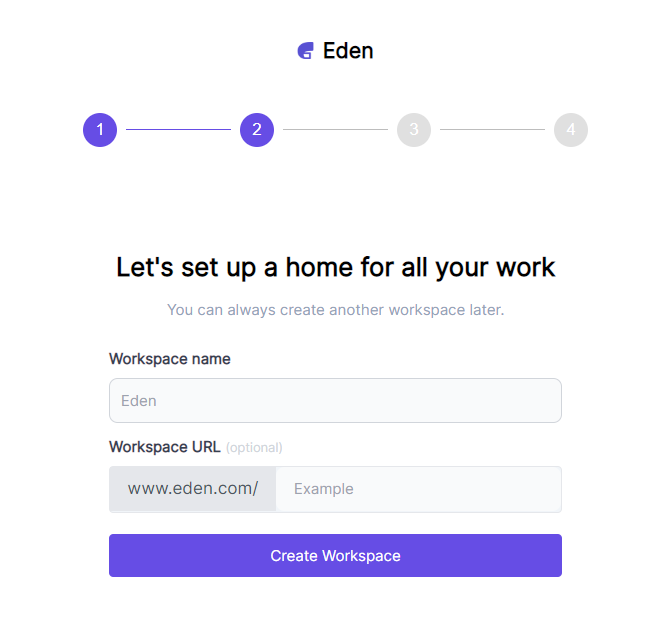 Eden
1 2 3 4
Let's set up a home for all your work
You can always create another workspace later.
Workspace name
Eden
Workspace URL (optional)
www.eden.com/ Example
Create Workspace